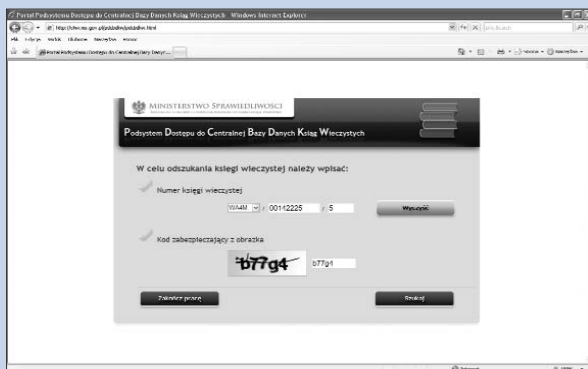 Portal Podsystemu Dostępu do Centralnej Bazy Danych Ksiąg Wieczystych - Windows Internet Explorer
MINISTERSTWO SPRAWIEDLIWOŚCI
Podsystem Dostępu do Centralnej Bazy Danych Ksiąg Wieczystych
W celu odszukania księgi wieczystej należy wpisać:
Numer księgi wieczystej
WA4M / 00142225 / 5 Wyczyść
Kod zabezpieczający z obrazka
b77g4 b77g4
Zakończ pracę Szukaj